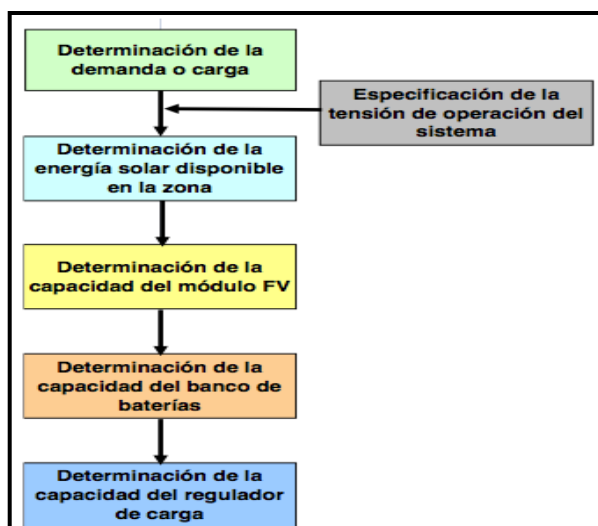 Determinación de la
demanda o carga
Especificación de la
tensión de operación del
sistema
Determinación de la
energía solar disponible
en la zona
Determinación de la
capacidad del módulo FV
Determinación de la
capacidad del banco de
baterías
Determinación de la
capacidad del regulador
de carga